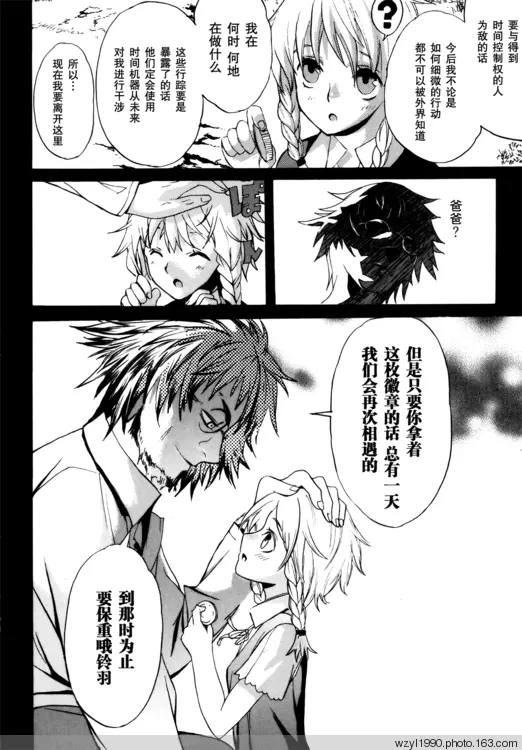 要与得到
时间控制权的人
为敌的话
今后我不论是
如何细微的行动
都不可以被外界知道
?
我在
何时 何地
在做什么
这些行踪要是
暴露了的话
他们定会使用
时间机器从未来
对我进行干涉
所以…
现在我要离开这里
爸爸?
ぽん
但是只要你拿着
这枚徽章的话 总有一天
我们会再次相遇的
到那时为止
要保重哦铃羽
wzyl1990.photo.163.com